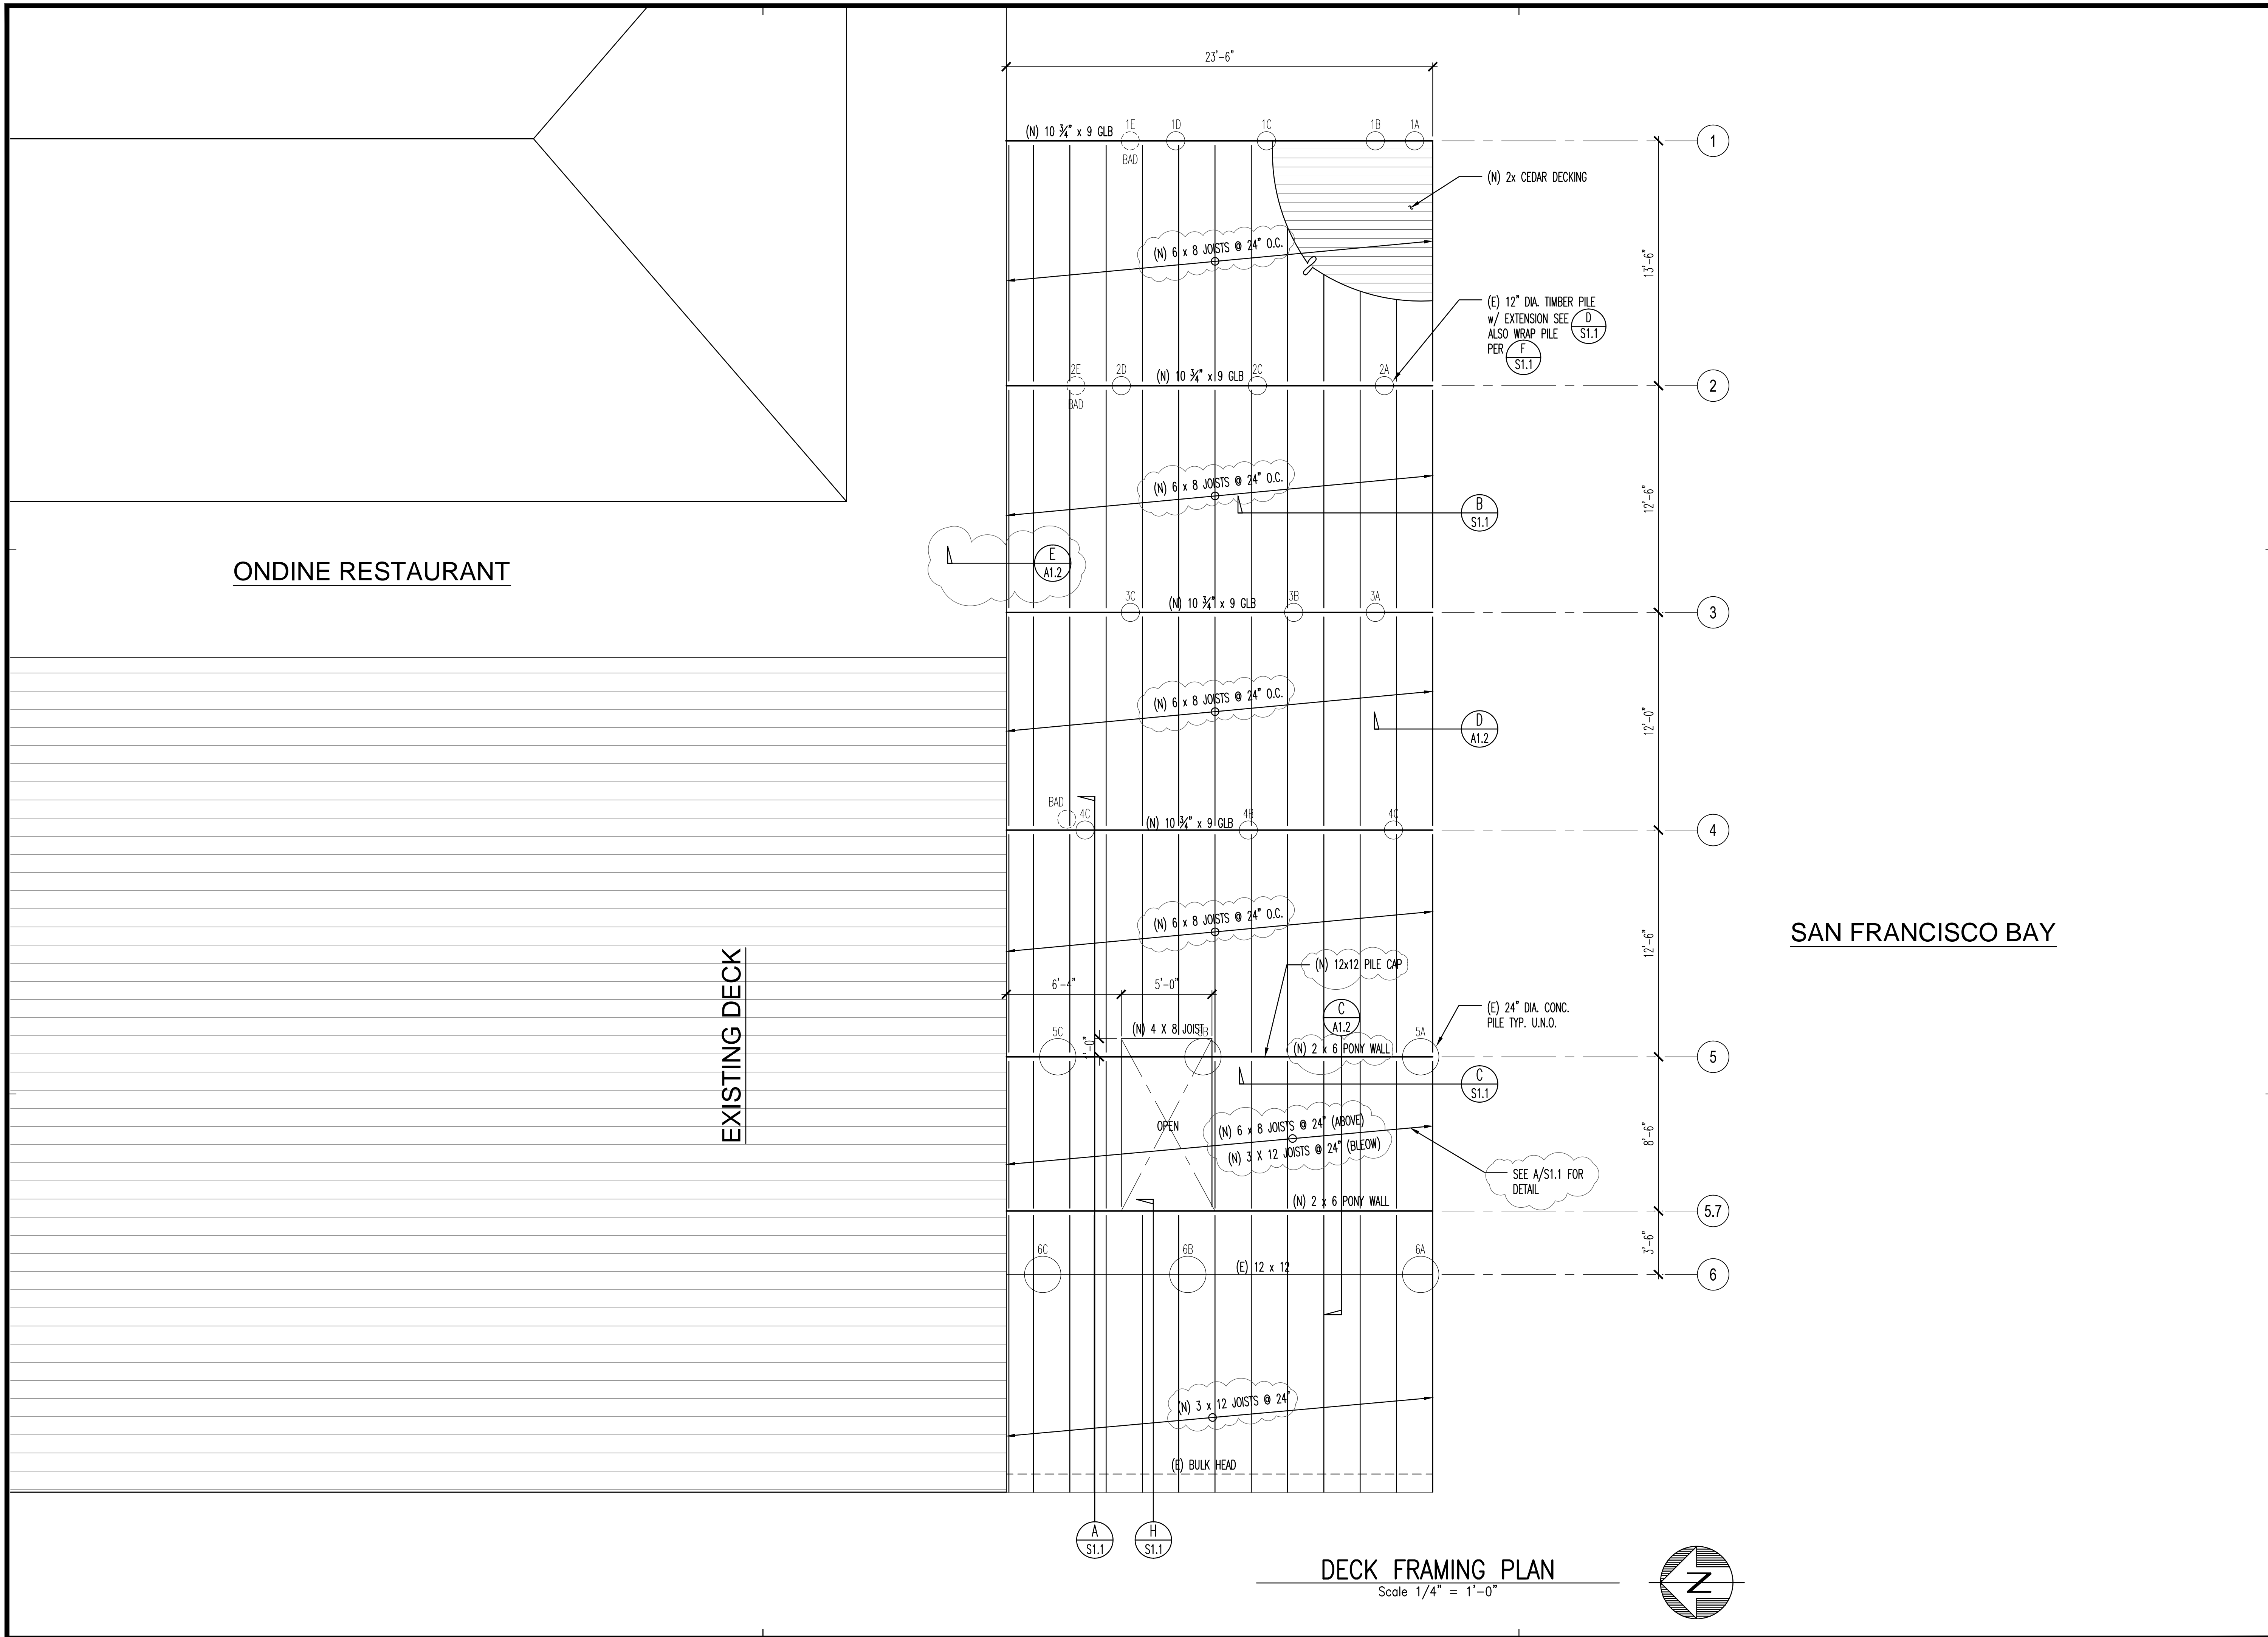 23'-6"
(N) 10 ¾" x 9 GLB
1E
1D
1C
1B
1A
1
BAD
(N) 2x CEDAR DECKING
(N) 6 x 8 JOISTS @ 24" O.C.
13'-6"
(E) 12" DIA. TIMBER PILE
w/ EXTENSION SEE D S1.1
ALSO WRAP PILE
PER F S1.1
2E
2D
(N) 10 ¾" x 9 GLB
2C
2A
2
BAD
(N) 6 x 8 JOISTS @ 24" O.C.
12'-6"
B
S1.1
E
A1.2
ONDINE RESTAURANT
3C
(N) 10 ¾" x 9 GLB
3B
3A
3
(N) 6 x 8 JOISTS @ 24" O.C.
12'-0"
D
A1.2
BAD
4C
(N) 10 ¾" x 9 GLB
4B
4C
4
(N) 6 x 8 JOISTS @ 24" O.C.
12'-6"
SAN FRANCISCO BAY
EXISTING DECK
(N) 12x12 PILE CAP
6'-4"
5'-0"
C
A1.2
(E) 24" DIA. CONC.
PILE TYP. U.N.O.
5C
(N) 4 X 8 JOIST
5B
5A
(N) 2 x 6 PONY WALL
5
C
S1.1
OPEN
(N) 6 x 8 JOISTS @ 24" (ABOVE)
(N) 3 X 12 JOISTS @ 24" (BLEOW)
8'-6"
SEE A/S1.1 FOR
DETAIL
(N) 2 x 6 PONY WALL
5.7
3'-6"
6C
6B
(E) 12 x 12
6A
6
(N) 3 x 12 JOISTS @ 24"
(E) BULK HEAD
A
S1.1
H
S1.1
DECK FRAMING PLAN
Scale 1/4" = 1'-0"
N